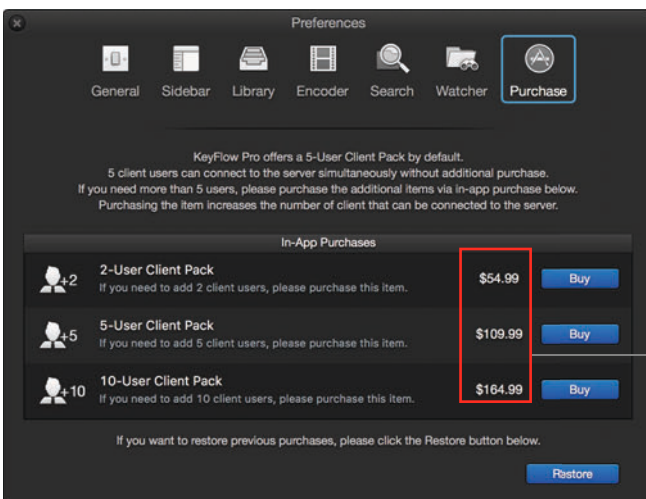 Preferences
General Sidebar Library Encoder Search Watcher Purchase
KeyFlow Pro offers a 5-User Client Pack by default.
5 client users can connect to the server simultaneously without additional purchase.
If you need more than 5 users, please purchase the additional items via in-app purchase below.
Purchasing the item increases the number of client that can be connected to the server.
In-App Purchases
+2 2-User Client Pack $54.99 Buy
If you need to add 2 client users, please purchase this item.
+5 5-User Client Pack $109.99 Buy
If you need to add 5 client users, please purchase this item.
+10 10-User Client Pack $164.99 Buy
If you need to add 10 client users, please purchase this item.
If you want to restore previous purchases, please click the Restore button below.
Restore